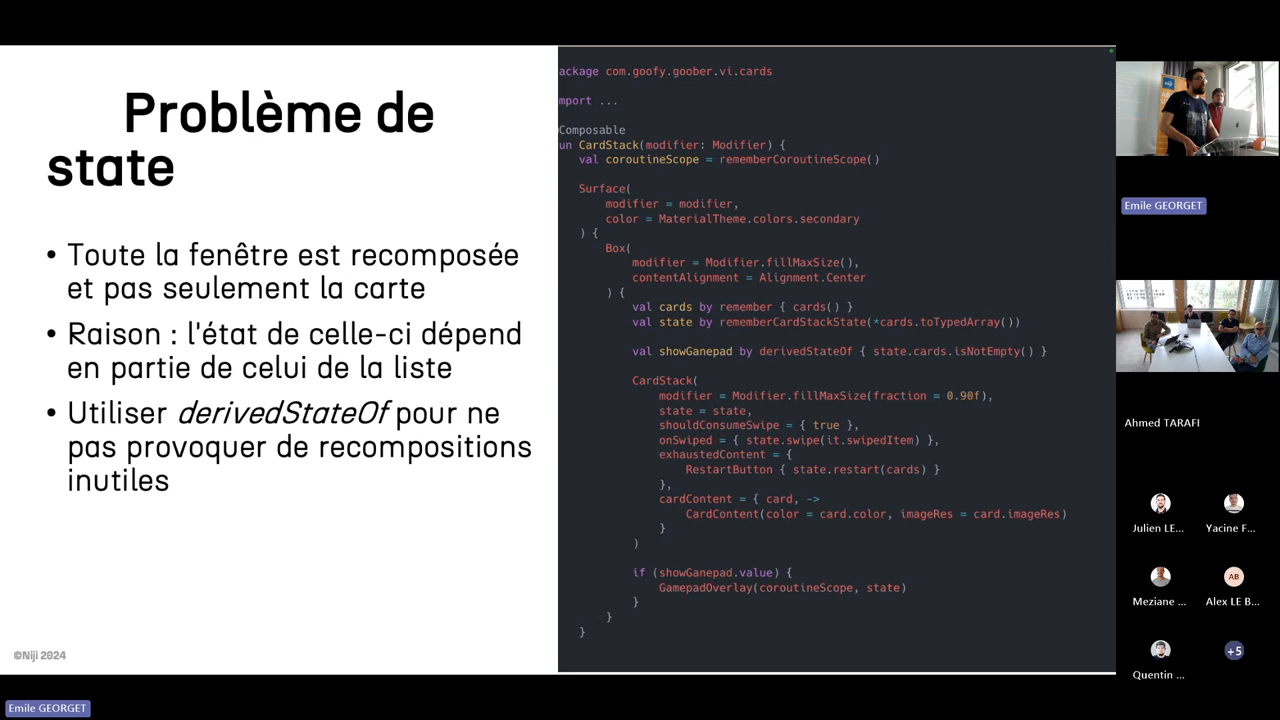 Problème de
state
• Toute la fenêtre est recomposée
et pas seulement la carte
• Raison : l'état de celle-ci dépend
en partie de celui de la liste
• Utiliser derivedStateOf pour ne
pas provoquer de recompositions
inutiles
©Niji 2024
Emile GEORGET
ackage com.goofy.goober.vi.cards
mport ...
Composable
un CardStack(modifier: Modifier) {
val coroutineScope = rememberCoroutineScope()
Surface(
modifier = modifier,
color = MaterialTheme.colors.secondary
) {
Box(
modifier = Modifier.fillMaxSize(),
contentAlignment = Alignment.Center
) {
val cards by remember { cards() }
val state by rememberCardStackState(*cards.toTypedArray())
val showGanepad by derivedStateOf { state.cards.isNotEmpty() }
CardStack(
modifier = Modifier.fillMaxSize(fraction = 0.90f),
state = state,
shouldConsumeSwipe = { true },
onSwiped = { state.swipe(it.swipedItem) },
exhaustedContent = {
RestartButton { state.restart(cards) }
},
cardContent = { card, ->
CardContent(color = card.color, imageRes = card.imageRes)
}
)
if (showGanepad.value) {
GamepadOverlay(coroutineScope, state)
}
}
}
Emile GEORGET
Ahmed TARAFI
Julien LE... Yacine F...
AB
Meziane ... Alex LE B...
+5
Quentin ...